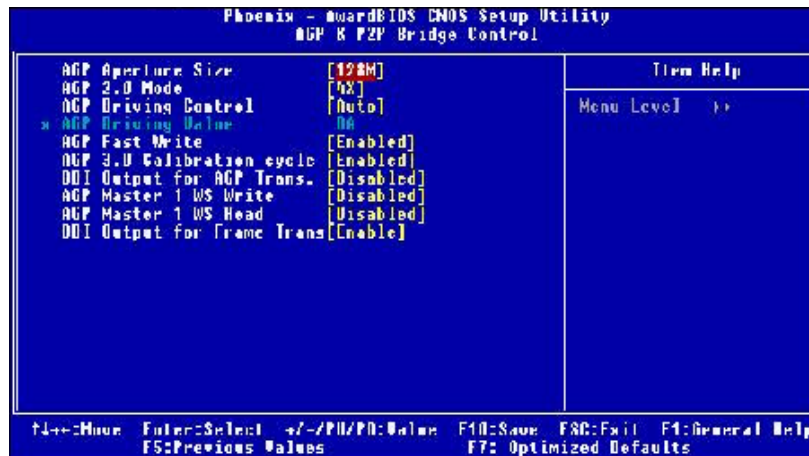 Phoenix - AwardBIOS CMOS Setup Utility
AGP & P2P Bridge Control
AGP Aperture Size [128M]
AGP 2.0 Mode [4X]
AGP Driving Control [Auto]
x AGP Driving Value DA
AGP Fast Write [Enabled]
AGP 3.0 Calibration cycle [Enabled]
DBI Output for AGP Trans. [Disabled]
AGP Master 1 WS Write [Disabled]
AGP Master 1 WS Read [Disabled]
DBI Output for Frame Trans[Enable]
Item Help
Menu Level ▸▸
↑↓→←:Move Enter:Select +/-/PU/PD:Value F10:Save ESC:Exit F1:General Help
F5:Previous Values F7: Optimized Defaults